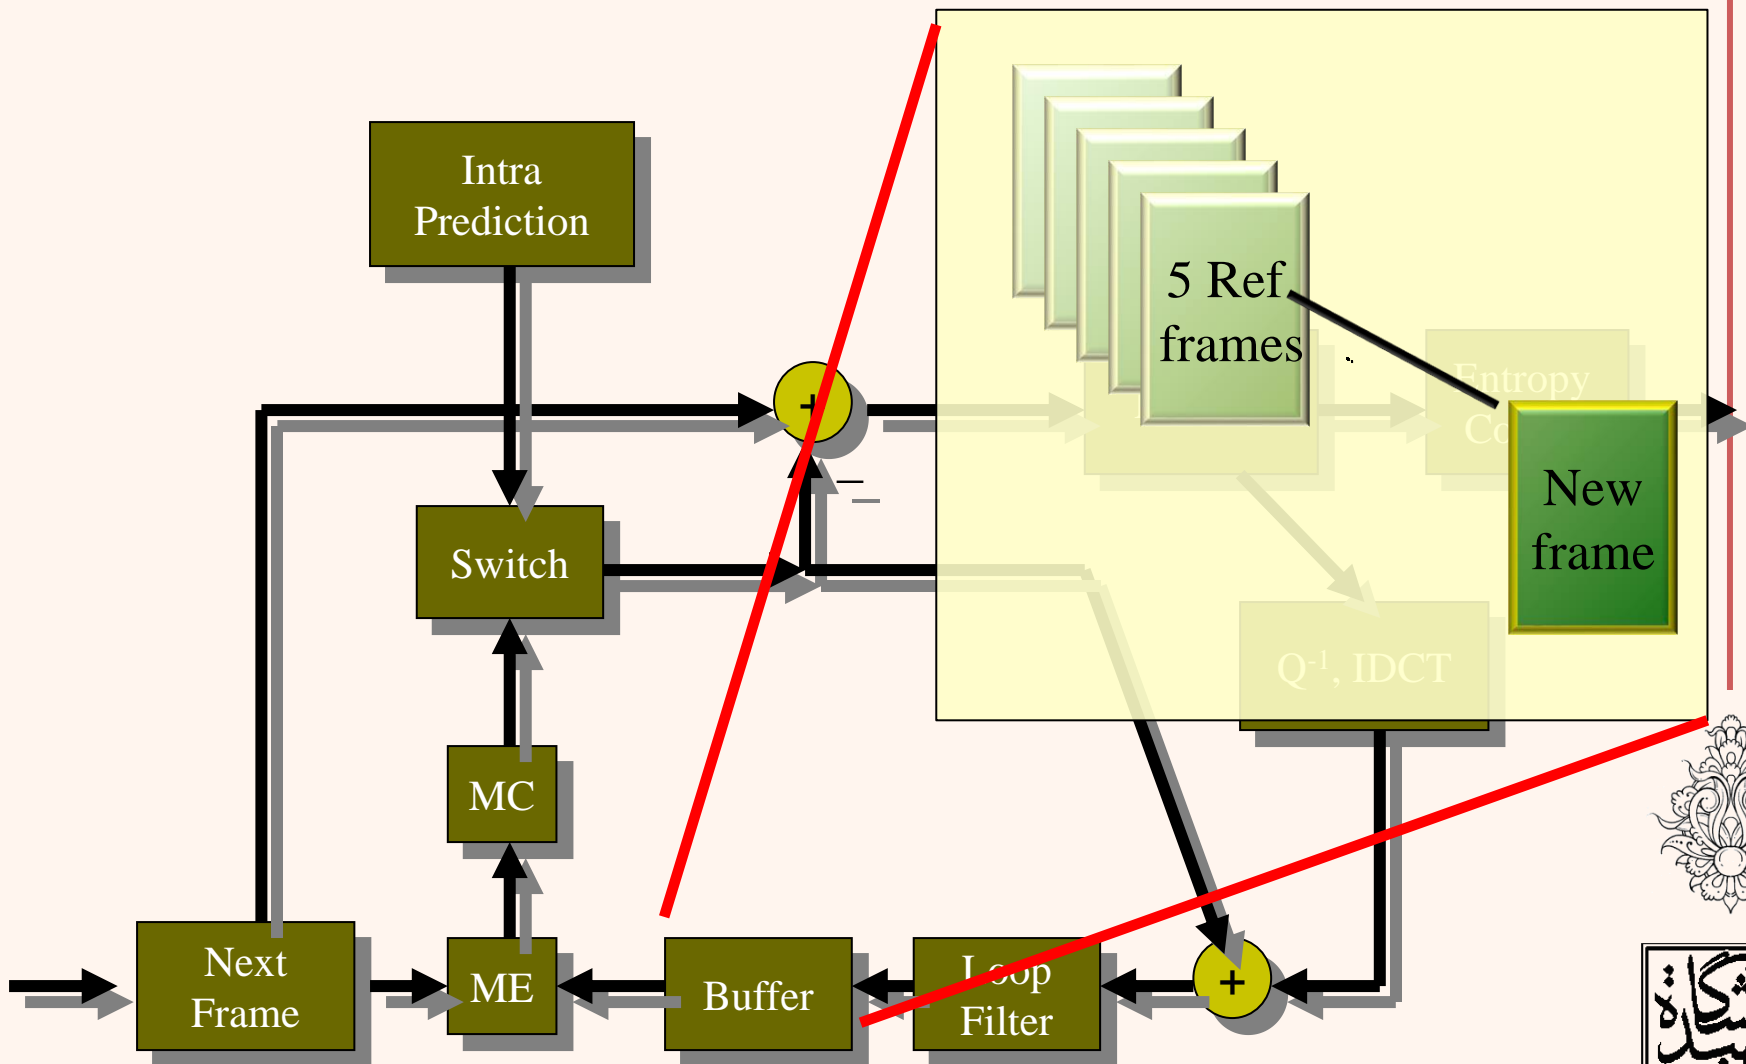 Intra
Prediction
5 Ref
frames
Entropy
+
–
New
frame
Switch
Q-1, IDCT
MC
Next
Frame
ME
Buffer
Loop
Filter
+